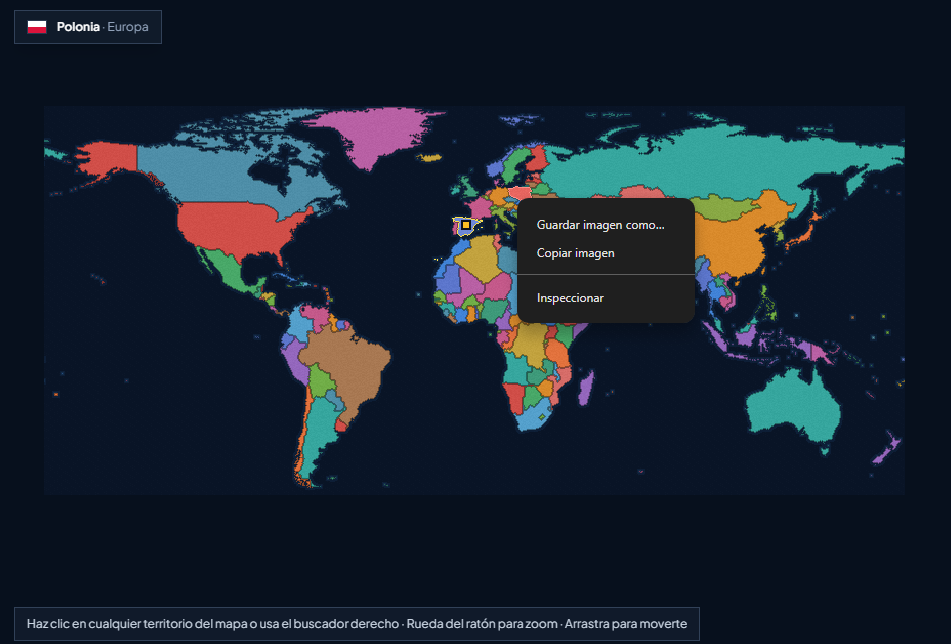 Polonia · Europa
Guardar imagen como...
Copiar imagen
Inspeccionar
Haz clic en cualquier territorio del mapa o usa el buscador derecho · Rueda del ratón para zoom · Arrastra para moverte